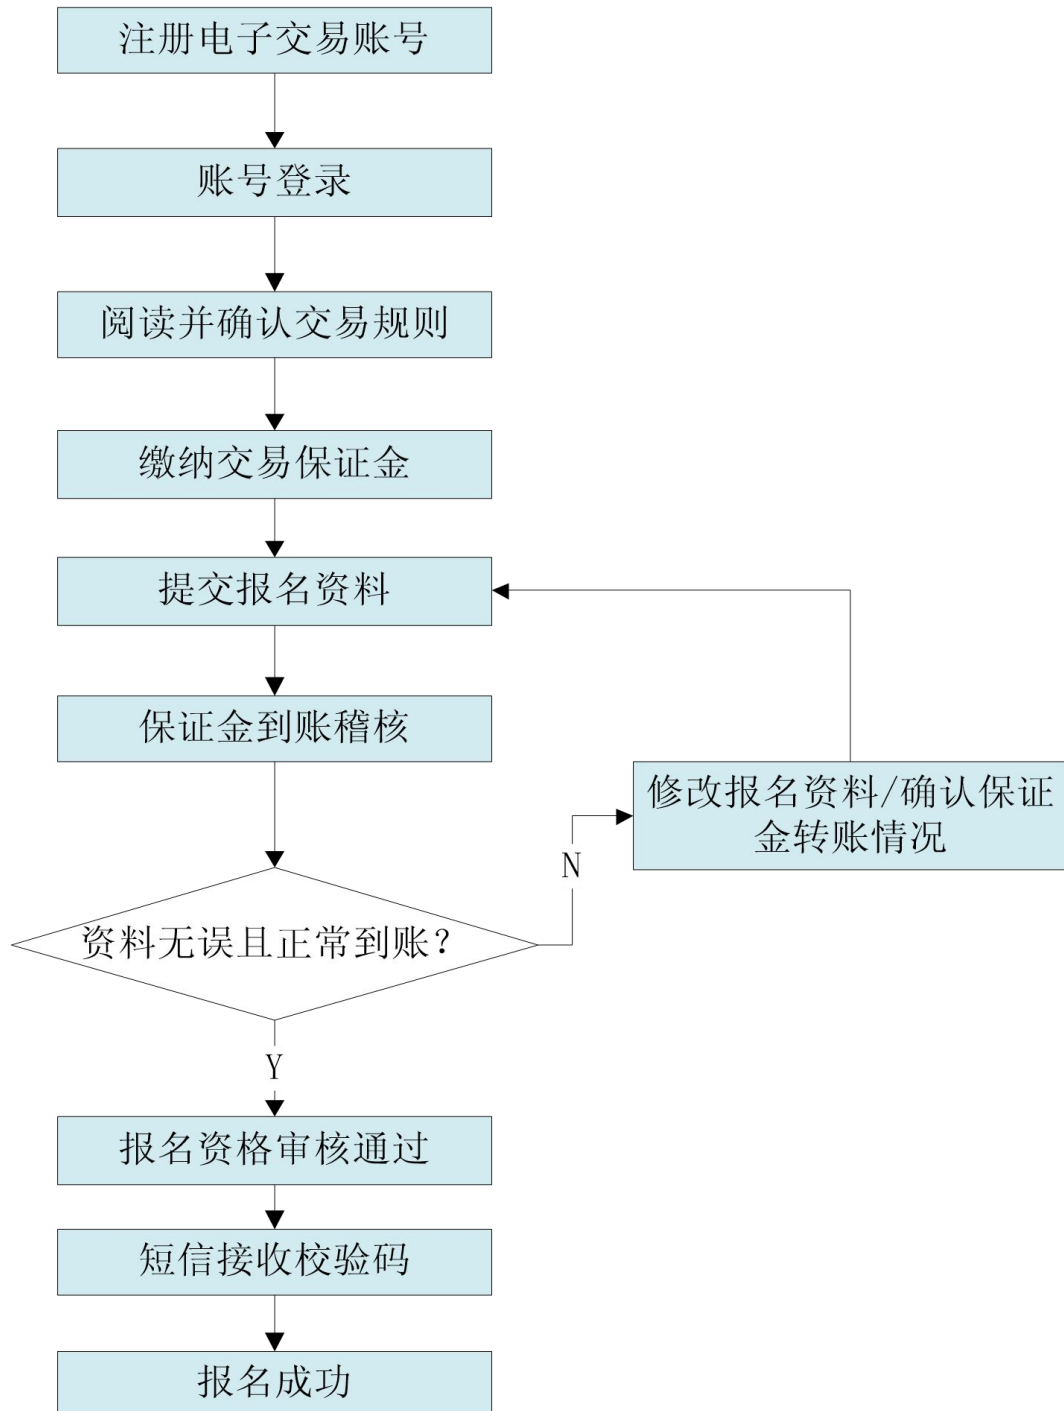 注册电子交易账号
账号登录
阅读并确认交易规则
缴纳交易保证金
提交报名资料
保证金到账稽核
修改报名资料/确认保证
金转账情况
N
资料无误且正常到账？
Y
报名资格审核通过
短信接收校验码
报名成功